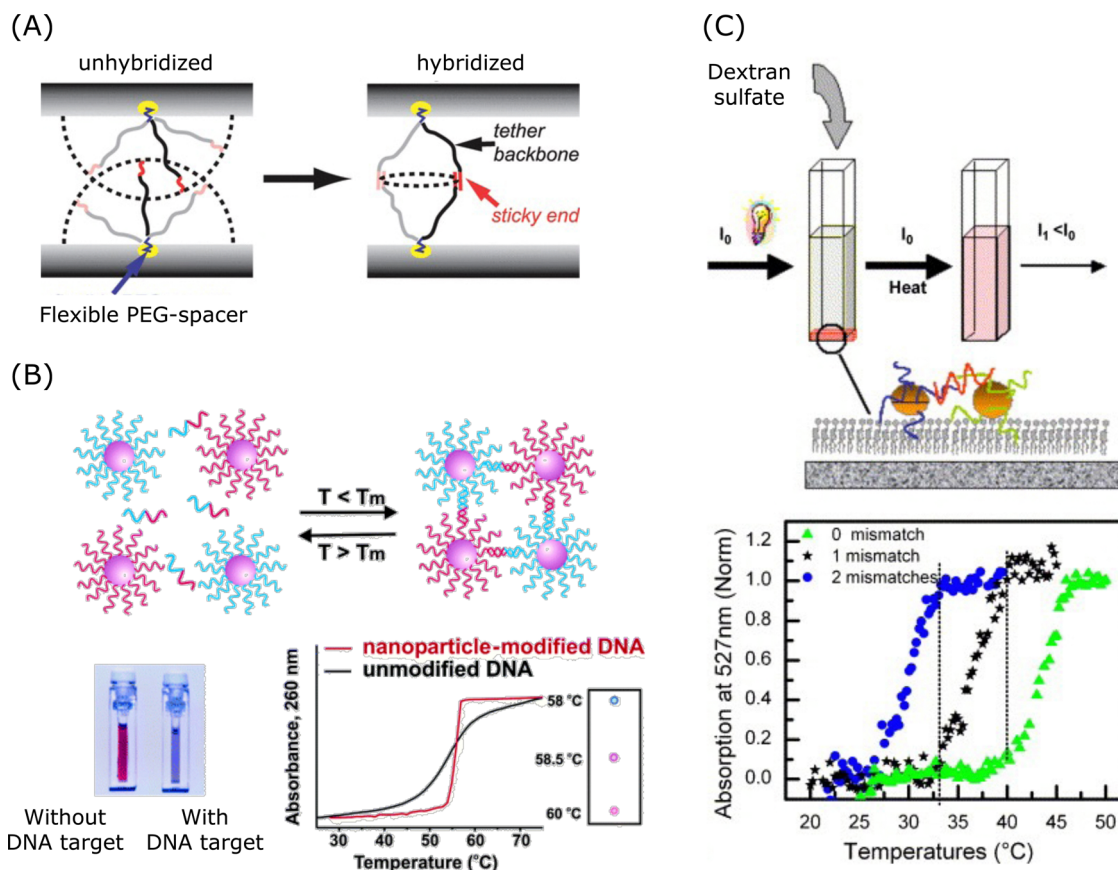 (A)
unhybridized
hybridized
tether
backbone
sticky end
Flexible PEG-spacer
(B)
T < Tm
T > Tm
Without
DNA target
With
DNA target
nanoparticle-modified DNA
unmodified DNA
Absorbance, 260 nm
58 °C
58.5 °C
60 °C
30
40
50
60
70
Temperature (°C)
(C)
Dextran
sulfate
I₀
I₀
Heat
I₁ <I₀
0 mismatch
1 mismatch
2 mismatches
Absorption at 527nm (Norm)
1.2
1.0
0.8
0.6
0.4
0.2
0.0
20 25 30 35 40 45 50
Temperatures (°C)